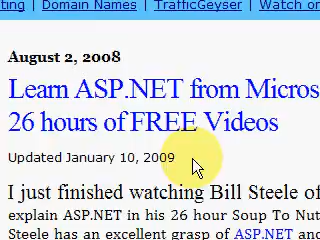 ting | Domain Names | TrafficGeyser | Watch or
August 2, 2008
Learn ASP.NET from Micros
26 hours of FREE Videos
Updated January 10, 2009
I just finished watching Bill Steele of
explain ASP.NET in his 26 hour Soup To Nut
Steele has an excellent grasp of ASP.NET and